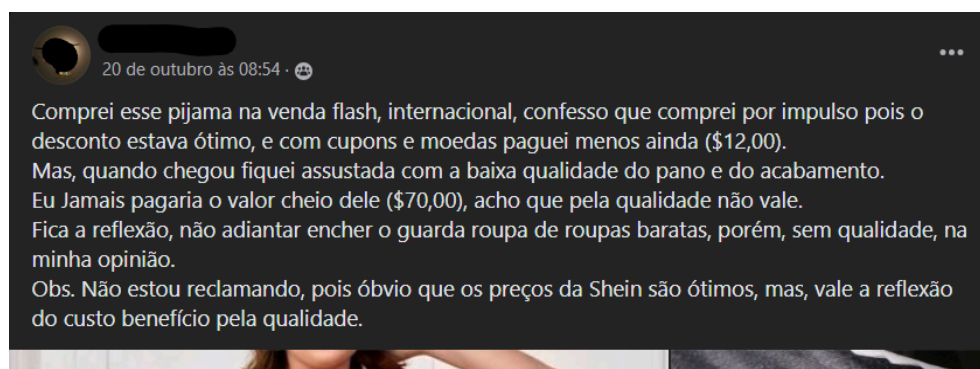 20 de outubro às 08:54 ·
Comprei esse pijama na venda flash, internacional, confesso que comprei por impulso pois o
desconto estava ótimo, e com cupons e moedas paguei menos ainda ($12,00).
Mas, quando chegou fiquei assustada com a baixa qualidade do pano e do acabamento.
Eu Jamais pagaria o valor cheio dele ($70,00), acho que pela qualidade não vale.
Fica a reflexão, não adiantar encher o guarda roupa de roupas baratas, porém, sem qualidade, na
minha opinião.
Obs. Não estou reclamando, pois óbvio que os preços da Shein são ótimos, mas, vale a reflexão
do custo benefício pela qualidade.